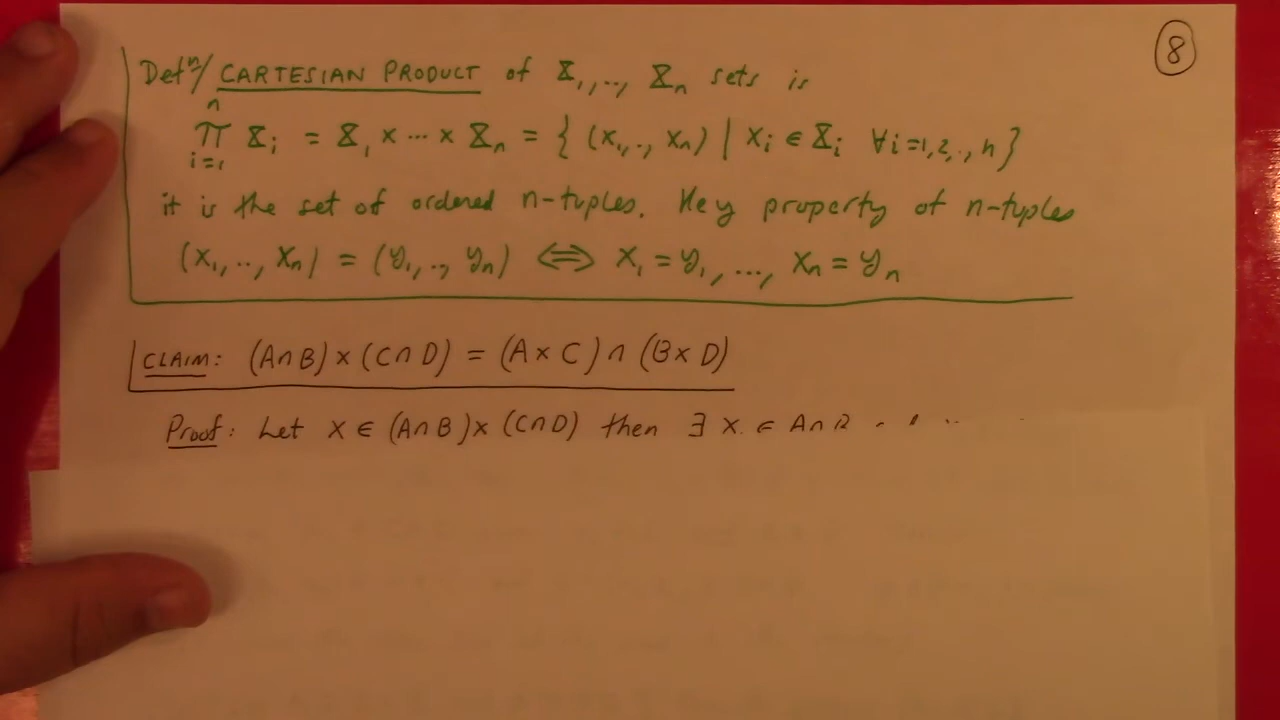 8
Defⁿ/ CARTESIAN PRODUCT of X₁,.., Xₙ sets is
n
π Xᵢ = X₁ × ··· × Xₙ = { (x₁,.., xₙ) | xᵢ ∈ Xᵢ ∀i=1,2,.., n }
i=1
it is the set of ordered n-tuples. Key property of n-tuples
(x₁,.., xₙ) = (y₁,.., yₙ) ⟺ x₁ = y₁, ..., xₙ = yₙ
CLAIM: (A∩B)×(C∩D) = (A×C)∩(B×D)
Proof: Let x ∈ (A∩B)×(C∩D) then ∃ x